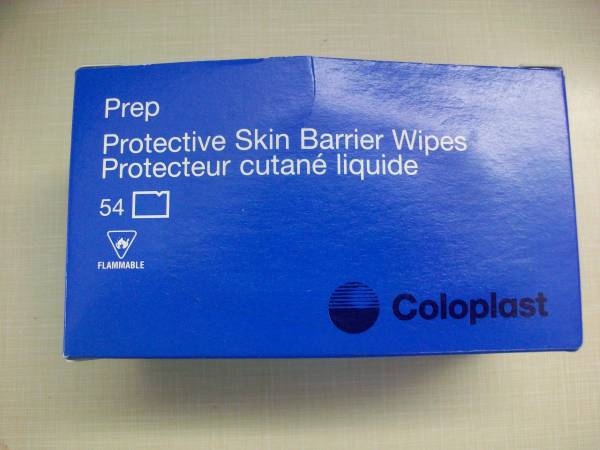 Prep
Protective Skin Barrier Wipes
Protecteur cutané liquide
54
FLAMMABLE
Coloplast